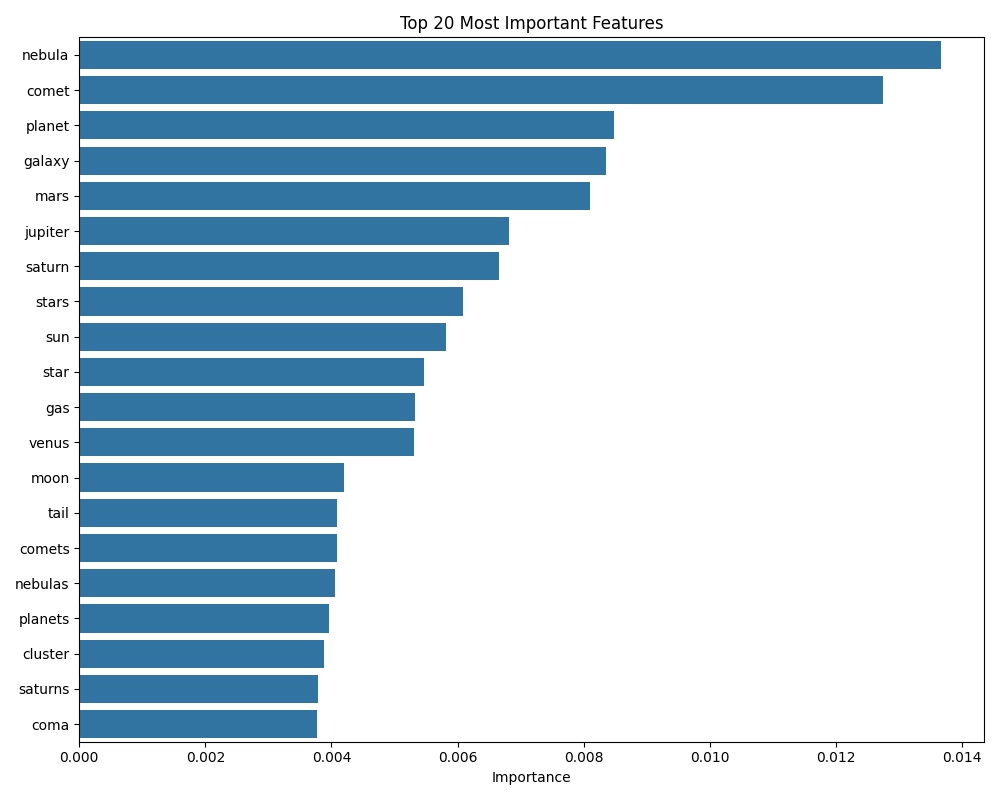 Top 20 Most Important Features
nebula
comet
planet
galaxy
mars
jupiter
saturn
stars
sun
star
gas
venus
moon
tail
comets
nebulas
planets
cluster
saturns
coma
0.000 0.002 0.004 0.006 0.008 0.010 0.012 0.014
Importance